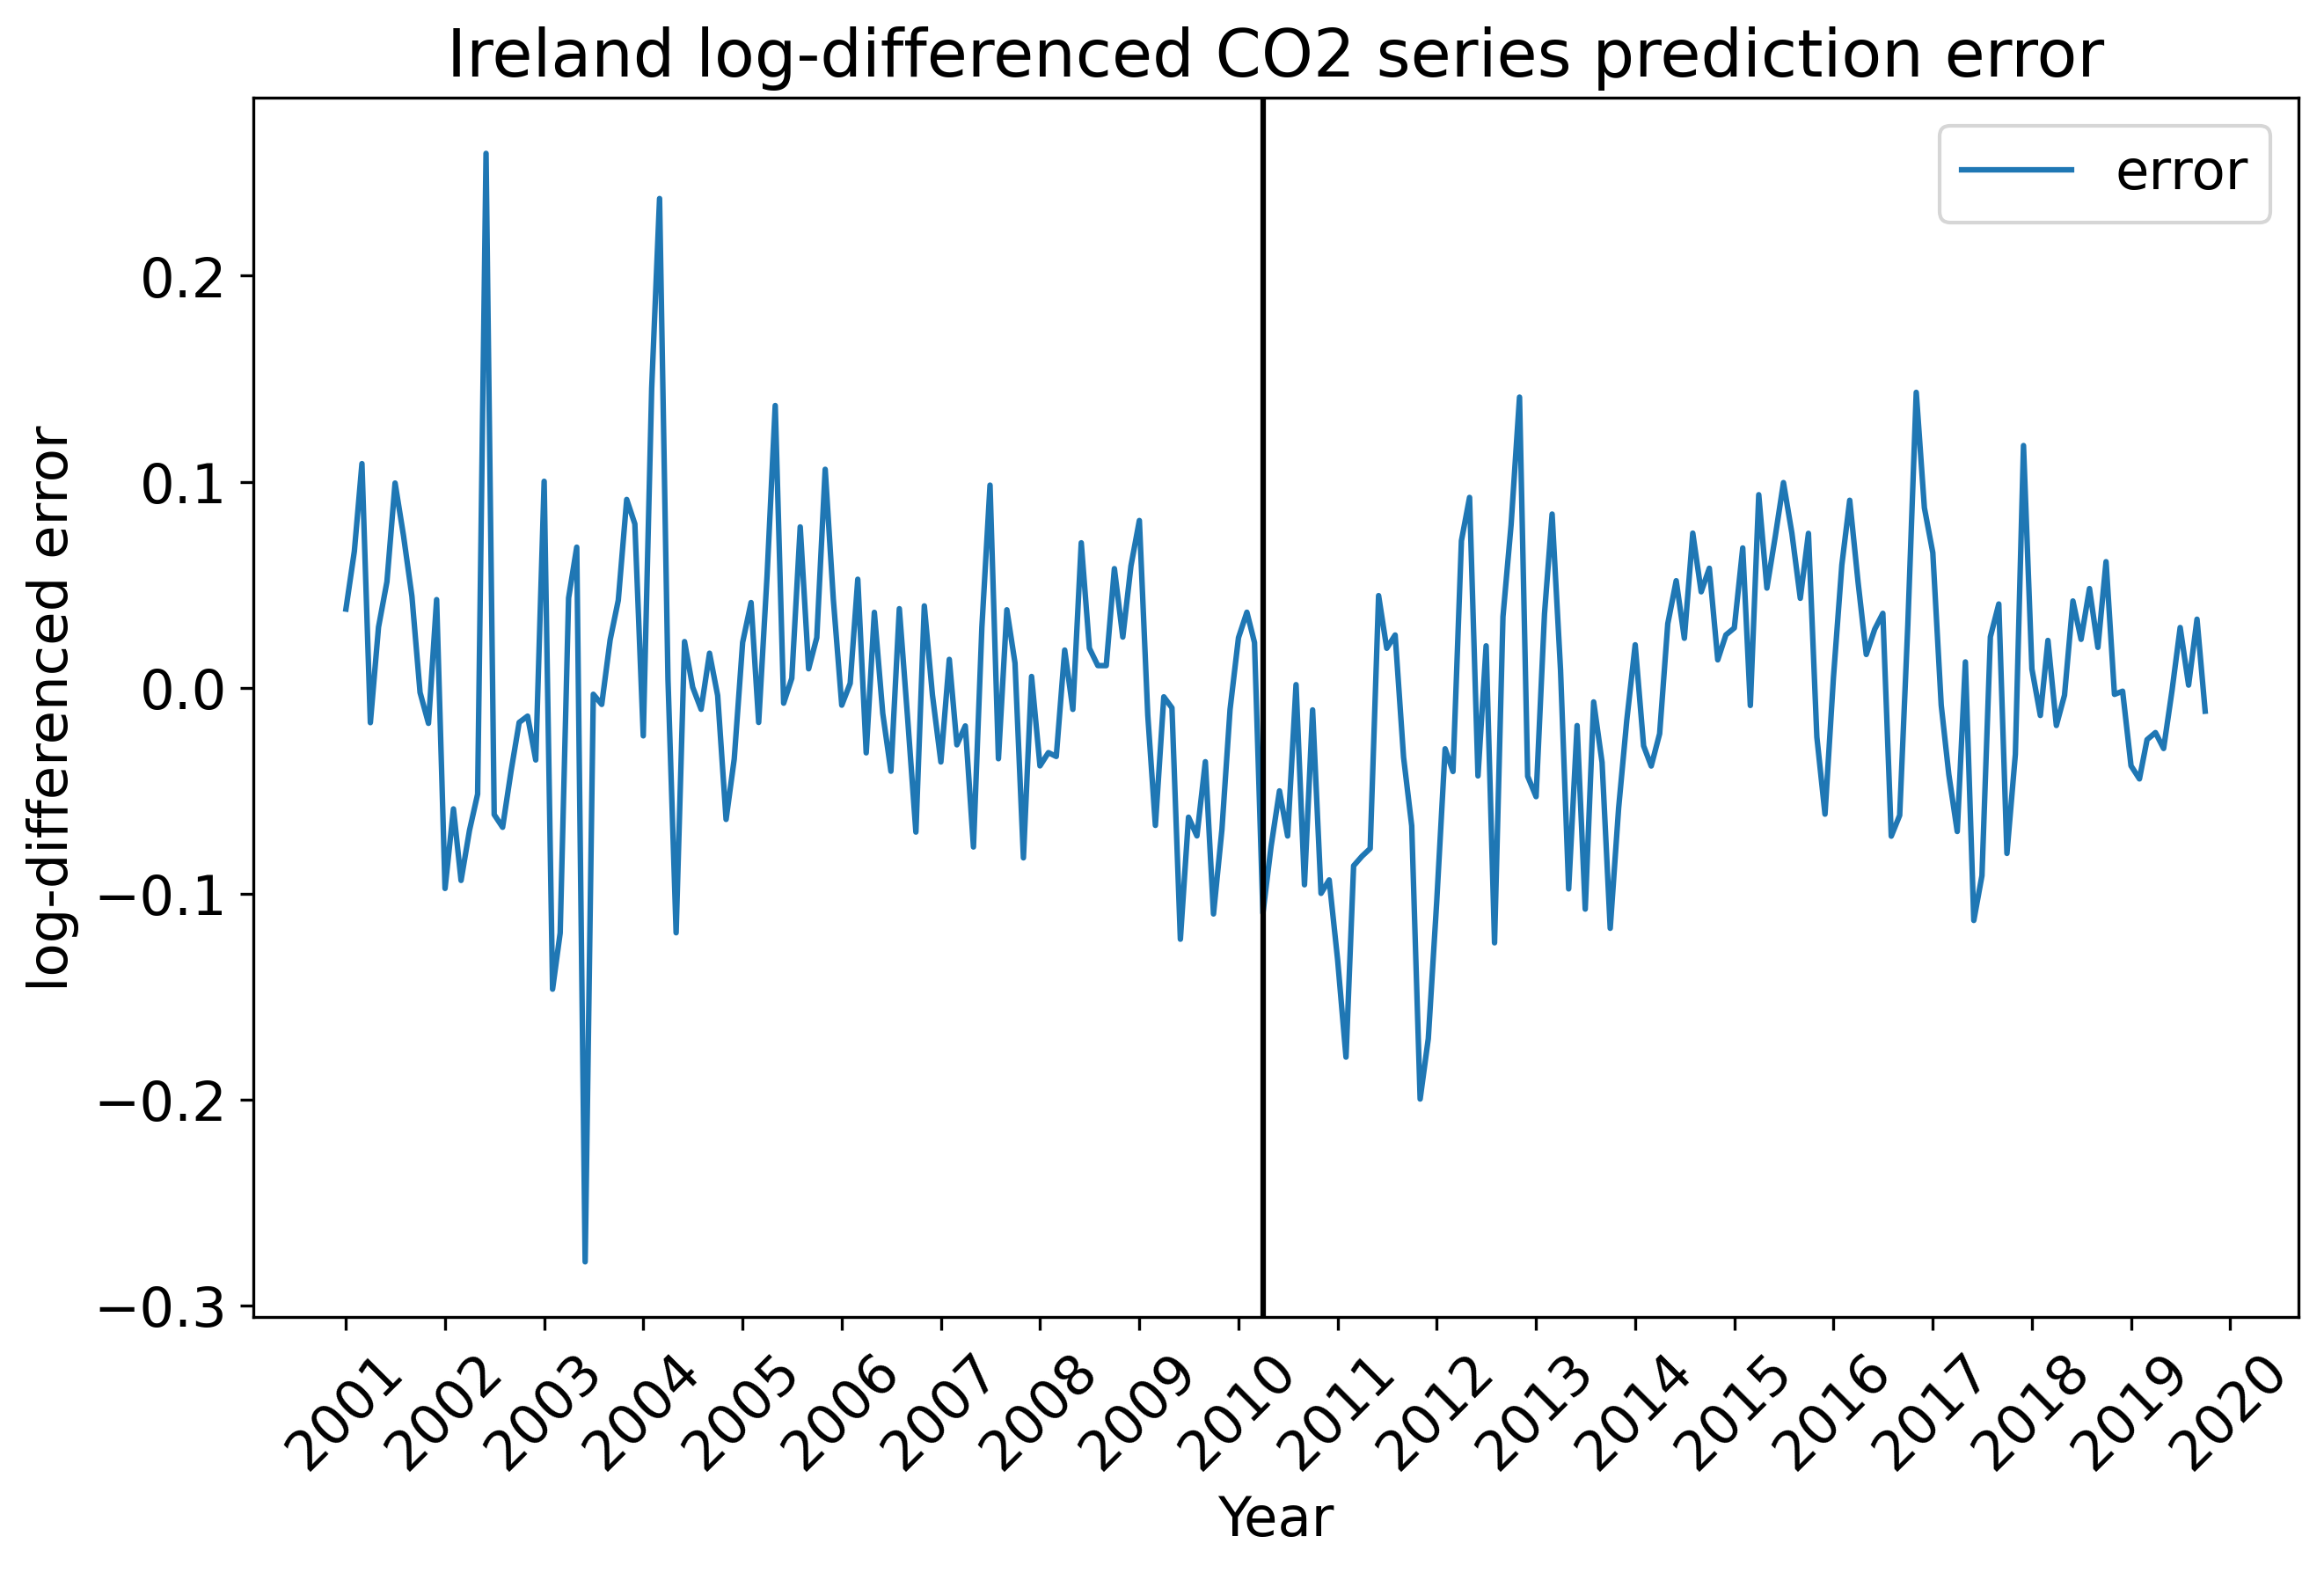 Ireland log-differenced CO2 series prediction error
error
log-differenced error
0.2
0.1
0.0
−0.1
−0.2
−0.3
2001 2002 2003 2004 2005 2006 2007 2008 2009 2010 2011 2012 2013 2014 2015 2016 2017 2018 2019 2020
Year